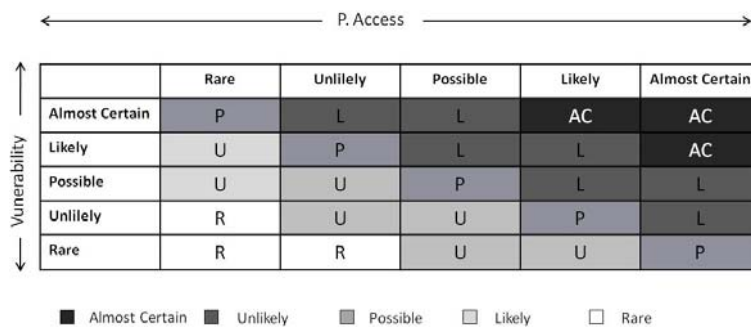 P. Access
Vunerability
Rare Unlilely Possible Likely Almost Certain
Almost Certain P L L AC AC
Likely U P L L AC
Possible U U P L L
Unlilely R U U P L
Rare R R U U P
Almost Certain Unlikely Possible Likely Rare